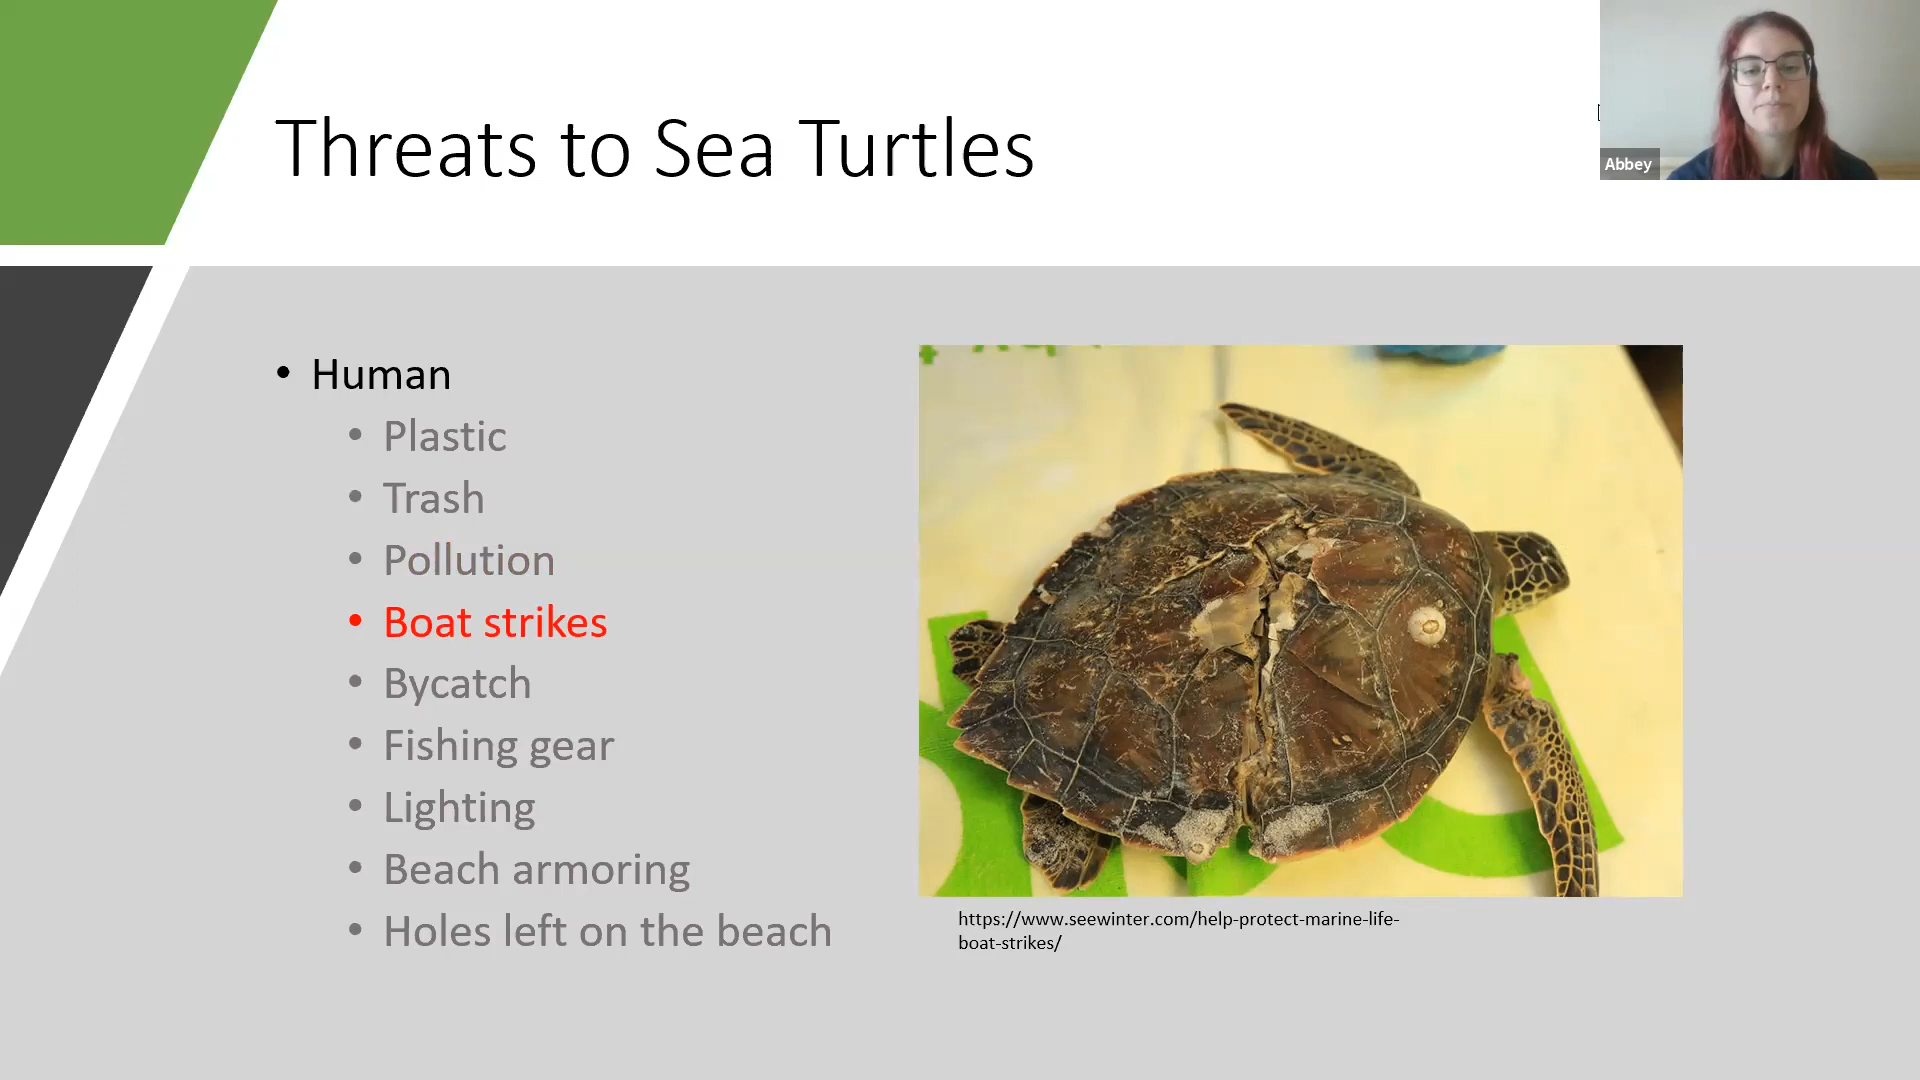 Threats to Sea Turtles
Abbey
• Human
• Plastic
• Trash
• Pollution
• Boat strikes
• Bycatch
• Fishing gear
• Lighting
• Beach armoring
• Holes left on the beach
https://www.seewinter.com/help-protect-marine-life-
boat-strikes/